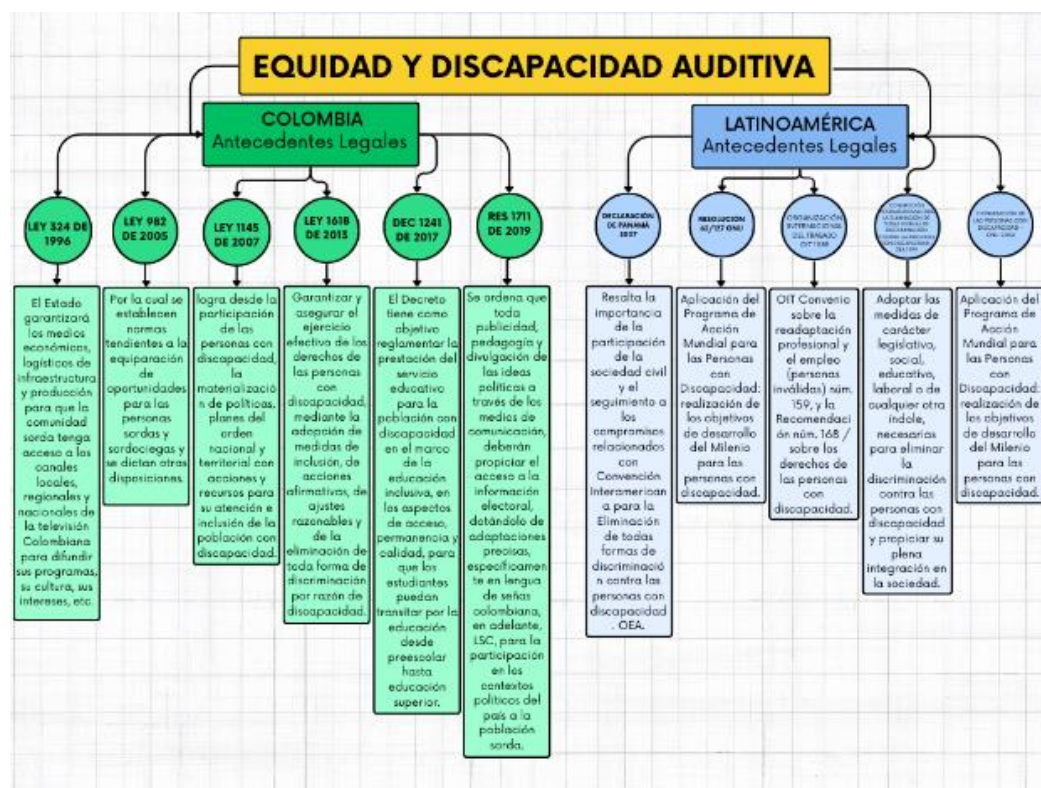 EQUIDAD Y DISCAPACIDAD AUDITIVA
COLOMBIA
Antecedentes Legales
LEY 324 DE
1996
El Estado
garantizará
los medios
económicos,
logísticos de
infraestructura
y producción
para que la
comunidad
sorda tenga
acceso a los
canales
locales,
regionales y
nacionales de
la televisión
Colombiana
para difundir
sus programas,
su cultura, sus
intereses, etc.
LEY 982
DE 2005
Por la cual se
establecen
normas
tendientes a la
equiparación
de
oportunidades
para las
personas
sordas y
sordociegas y
se dictan otras
disposiciones.
LEY 1145
DE 2007
logra desde la
participación
de las
personas con
discapacidad,
la
materializació
n de políticas,
planes del
orden
nacional y
territorial con
acciones y
recursos para
su atención e
inclusión de la
población con
discapacidad.
LEY 1618
DE 2013
Garantizar y
asegurar el
ejercicio
efectivo de los
derechos de
las personas
con
discapacidad,
mediante la
adopción de
medidas de
inclusión, de
acciones
afirmativas, de
ajustes
razonables y
de la
eliminación de
toda forma de
discriminación
por razón de
discapacidad.
DEC 1241
DE 2017
El Decreto
tiene como
objetivo
reglamentar la
prestación del
servicio
educativo
para la
población con
discapacidad
en el marco de
la educación
inclusiva, en
los aspectos
de acceso,
permanencia y
calidad, para
que los
estudiantes
puedan
transitar por la
educación
desde
preescolar
hasta
educación
superior.
RES 1711
DE 2019
Se ordena que
toda
publicidad,
pedagogía y
divulgación de
las ideas
políticas a
través de los
medios de
comunicación,
deberán
propiciar el
acceso a la
información
electoral,
dotándolo de
adaptaciones
precisas,
específicamen
te en lengua
de señas
colombiana,
en adelante,
LSC, para la
participación
en los
contextos
políticos del
país a la
población
sorda.
LATINOAMÉRICA
Antecedentes Legales
DECLARACIÓN
DE PANAMÁ
2007
Resalta la
importancia
de la
participación
de la
sociedad civil
y el
seguimiento a
los
compromisos
relacionados
con
Convención
Interamerican
a para la
Eliminación
de todas
formas de
discriminació
n contra las
personas con
discapacidad
. OEA.
RESOLUCIÓN
62/127 ONU
Aplicación del
Programa de
Acción
Mundial para
las Personas
con
Discapacidad:
realización de
los objetivos
de desarrollo
del Milenio
para las
personas con
discapacidad.
ORGANIZACIÓN
INTERNACIONAL
DEL TRABAJO
OIT Convenio
sobre la
readaptación
profesional y
el empleo
(personas
inválidas) núm.
159, y la
Recomendaci
ón núm. 168 /
sobre los
derechos de
las personas
con
discapacidad.
Adoptar las
medidas de
carácter
legislativo,
social,
educativo,
laboral o de
cualquier otra
índole,
necesarias
para eliminar
la
discriminación
contra las
personas con
discapacidad
y propiciar su
plena
integración en
la sociedad.
Aplicación del
Programa de
Acción
Mundial para
las Personas
con
Discapacidad:
realización de
los objetivos
de desarrollo
del Milenio
para las
personas con
discapacidad.